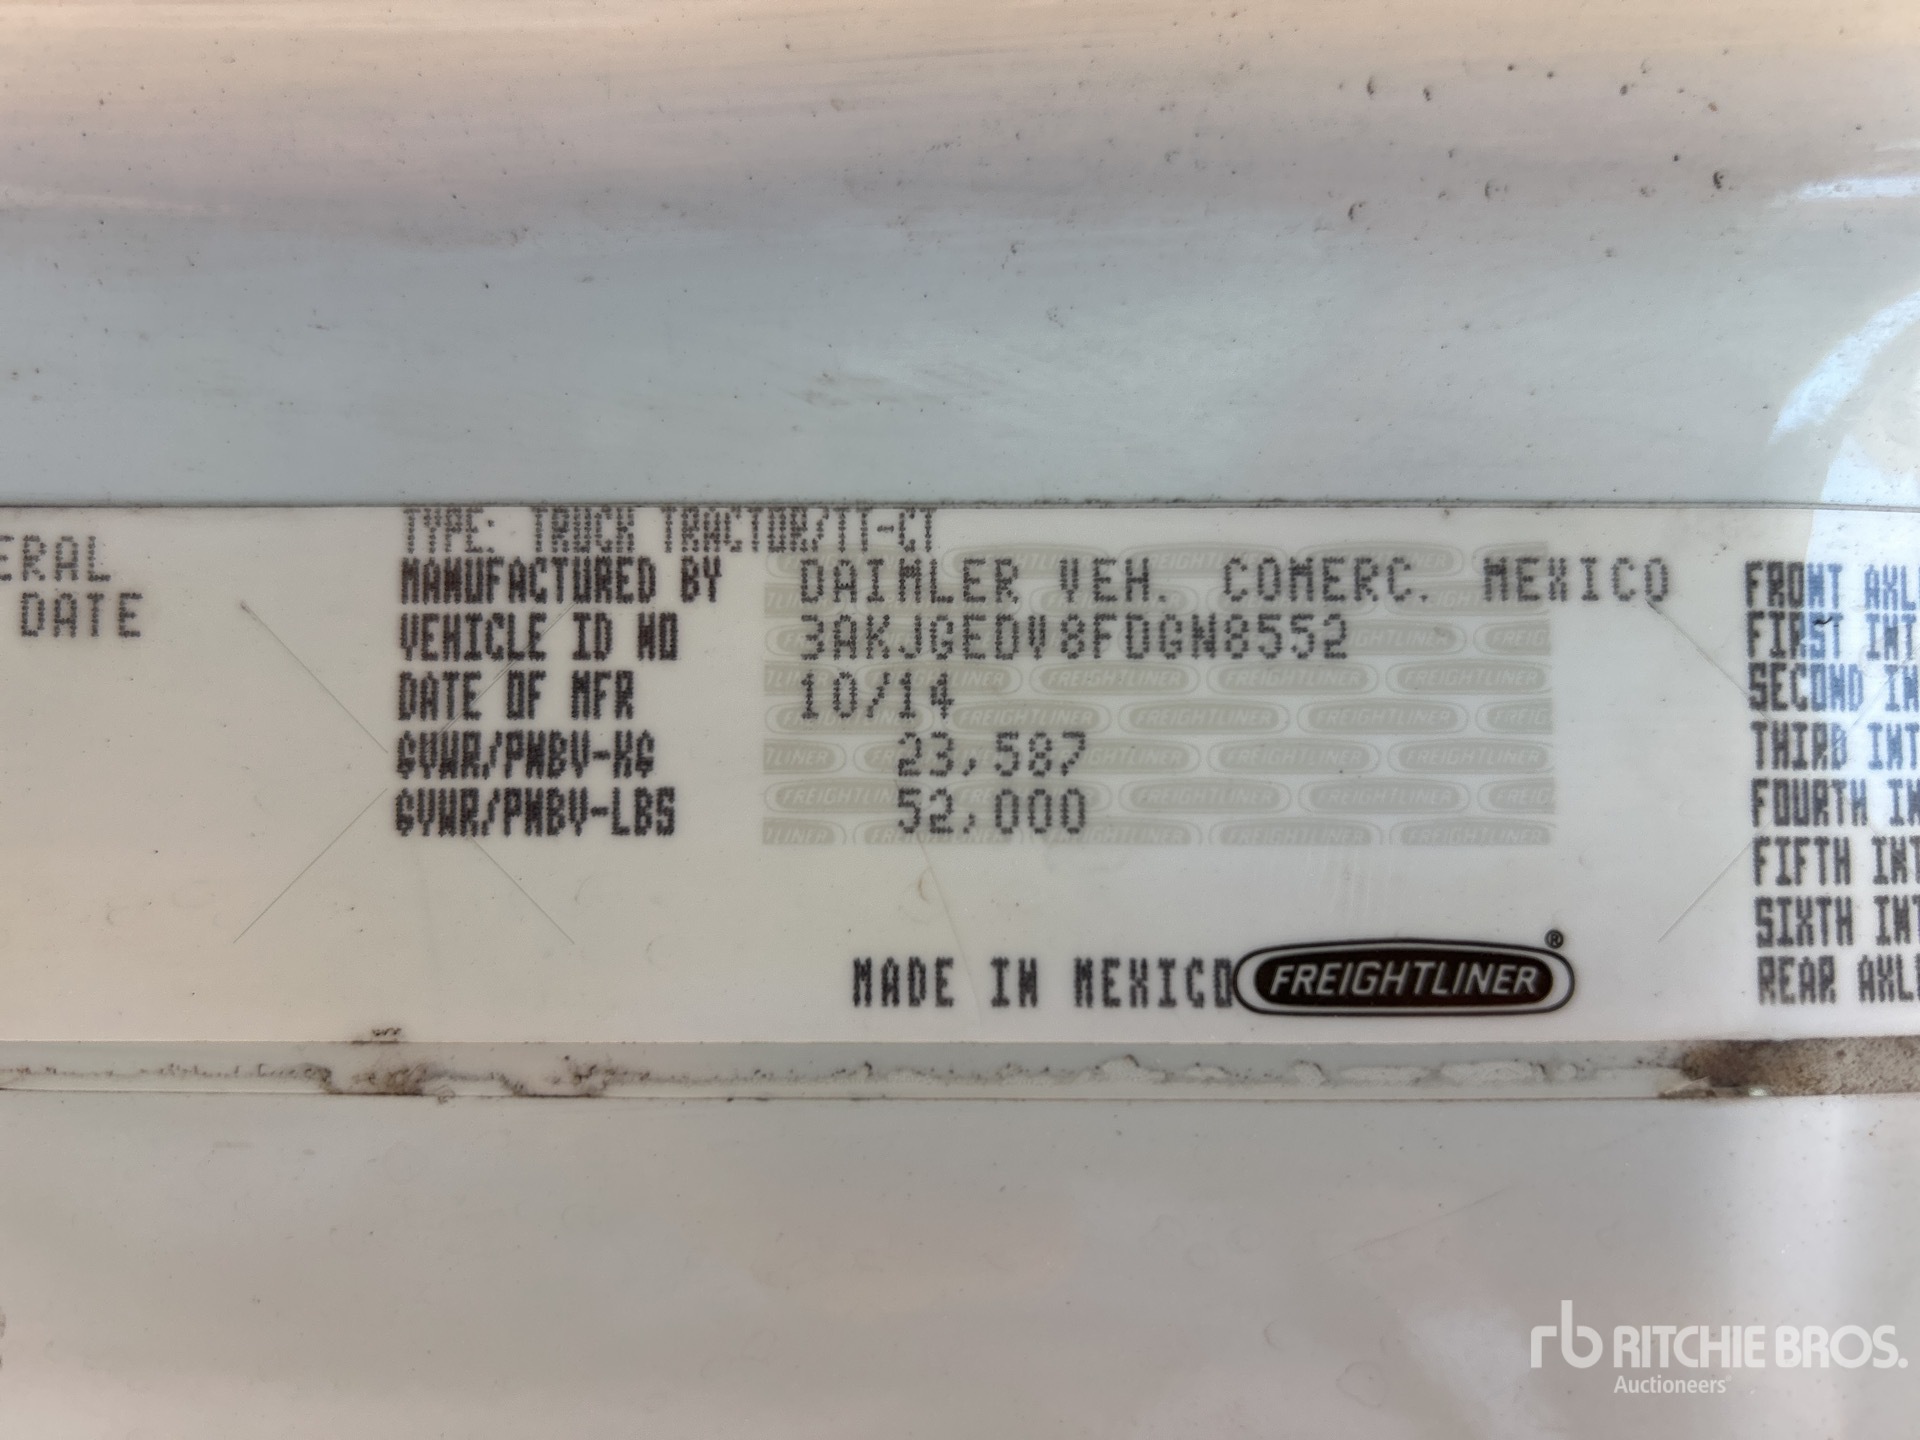 TYPE: TRUCK TRACTOR/TT-CT
ERAL
DATE
MANUFACTURED BY DAIMLER VEH. COMERC. MEXICO
VEHICLE ID NO 3AKJGEDV8FDGN8552
DATE OF MFR 10/14
GVWR/PNBV-KG 23,587
GVWR/PNBV-LBS 52,000
MADE IN MEXICO FREIGHTLINER®
FRONT AXL
FIRST INT
SECOND IN
THIRD INT
FOURTH IN
FIFTH INT
SIXTH INT
REAR AXL
rb RITCHIE BROS.
Auctioneers